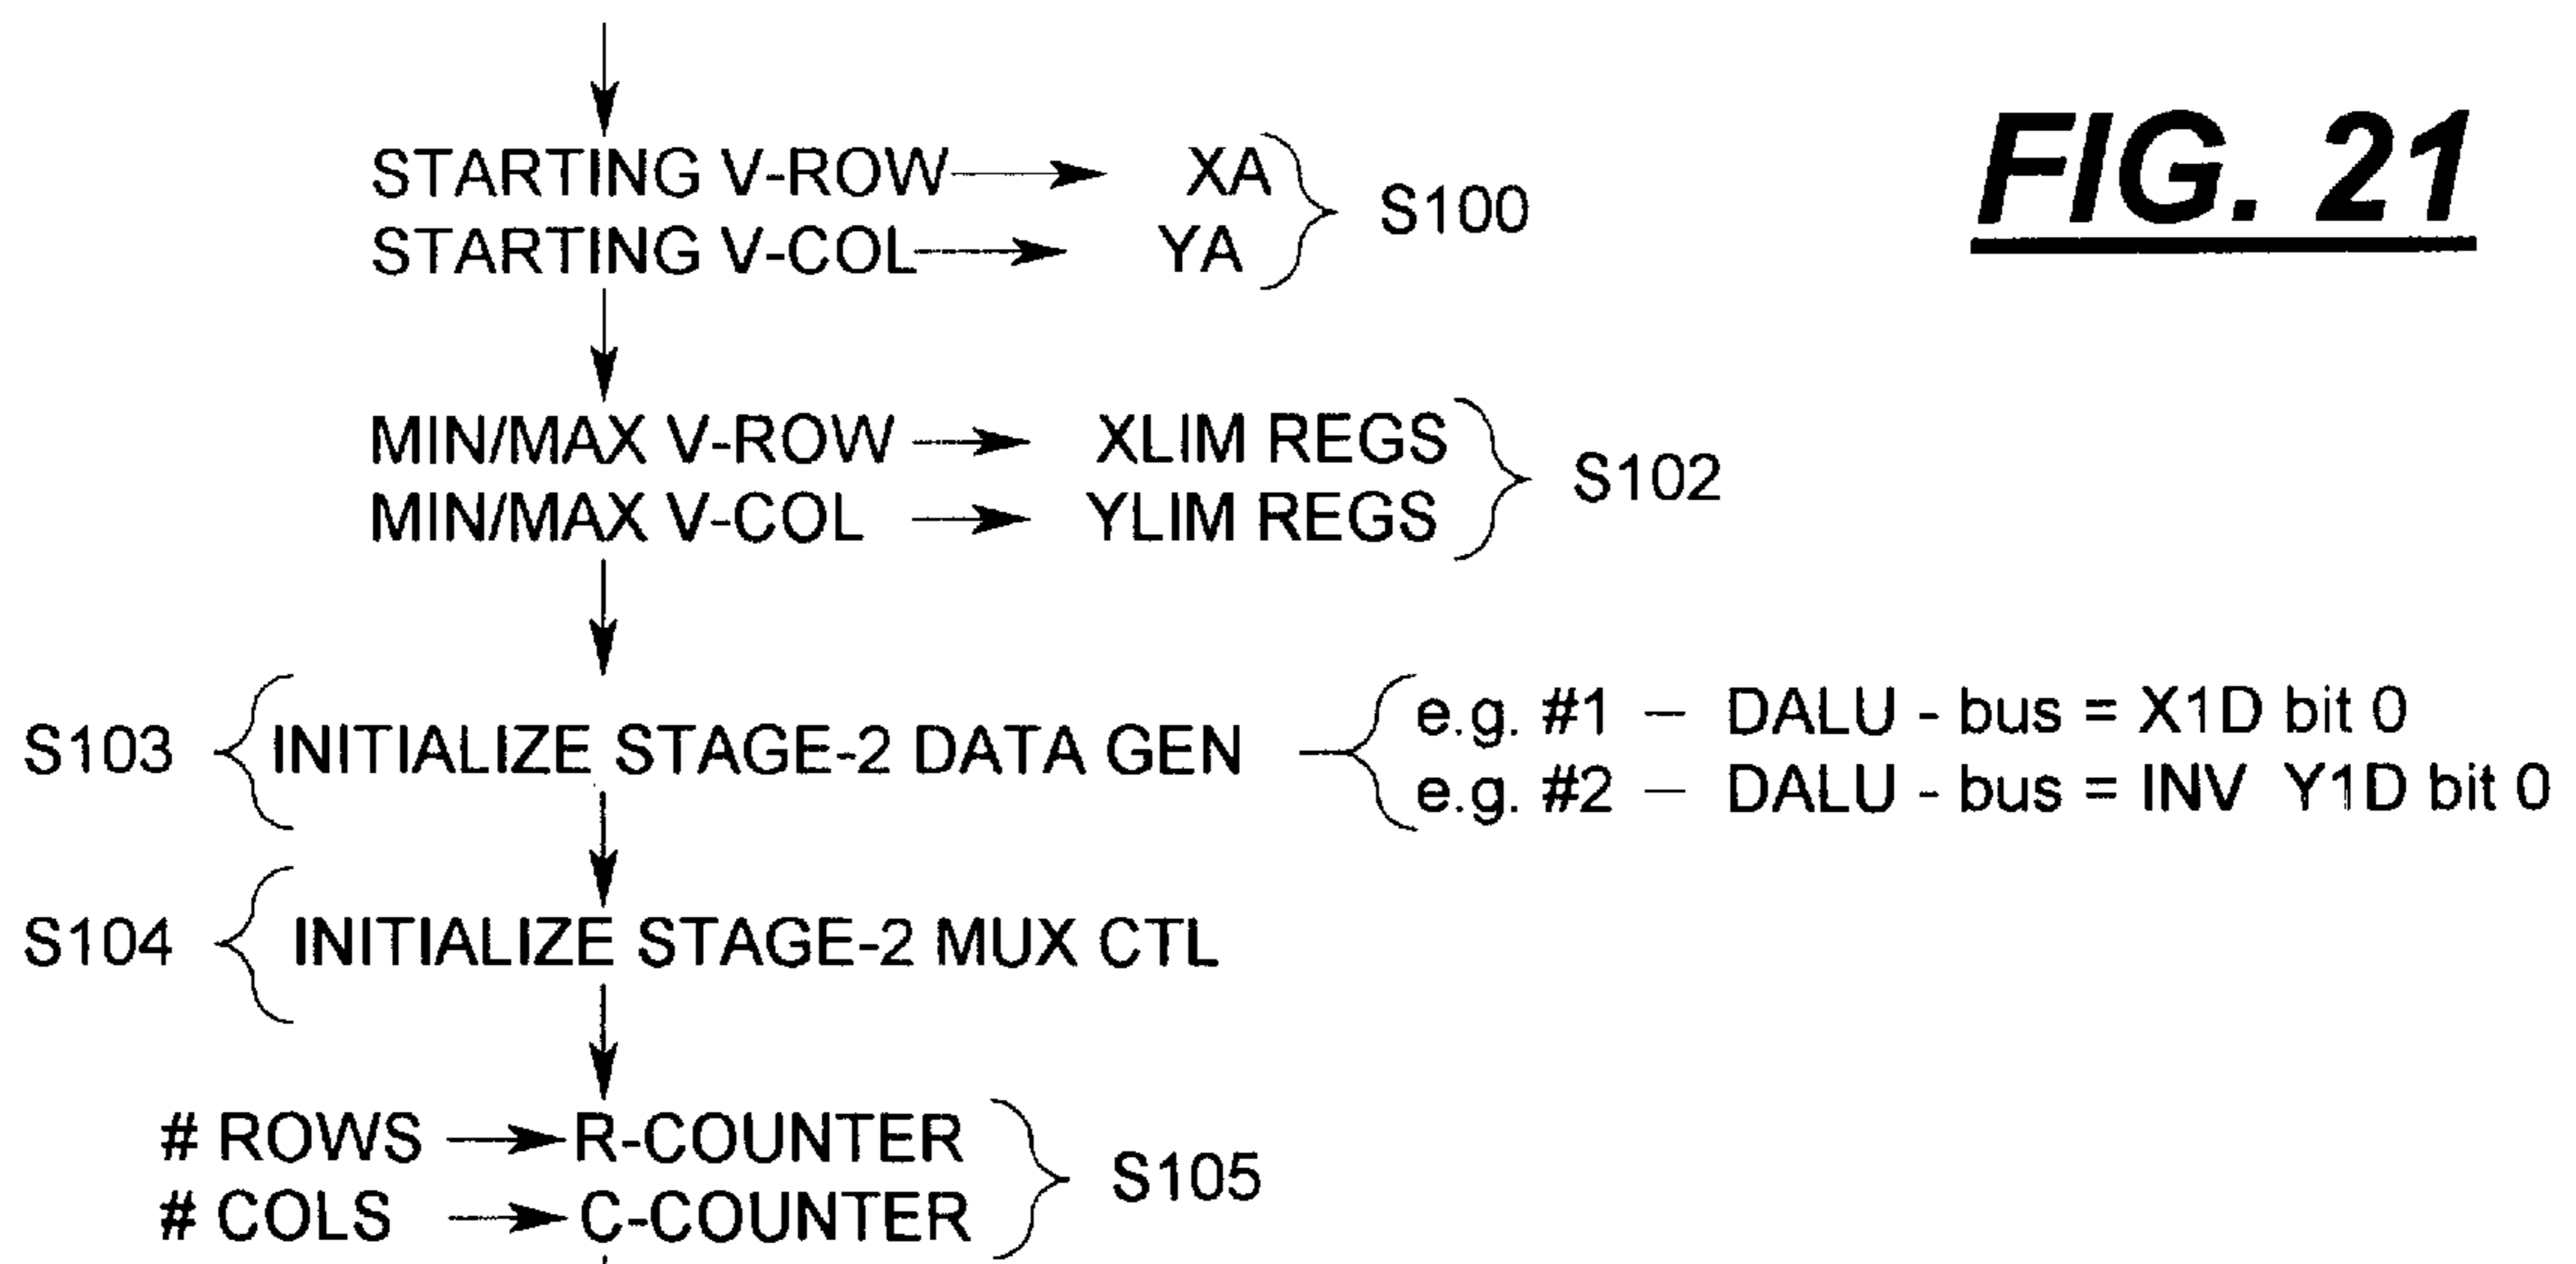 FIG. 21
STARTING V-ROW XA
STARTING V-COL YA
S100
MIN/MAX V-ROW XLIM REGS
MIN/MAX V-COL YLIM REGS
S102
S103 INITIALIZE STAGE-2 DATA GEN
e.g. #1 – DALU - bus = X1D bit 0
e.g. #2 – DALU - bus = INV Y1D bit 0
S104 INITIALIZE STAGE-2 MUX CTL
# ROWS R-COUNTER
# COLS C-COUNTER
S105